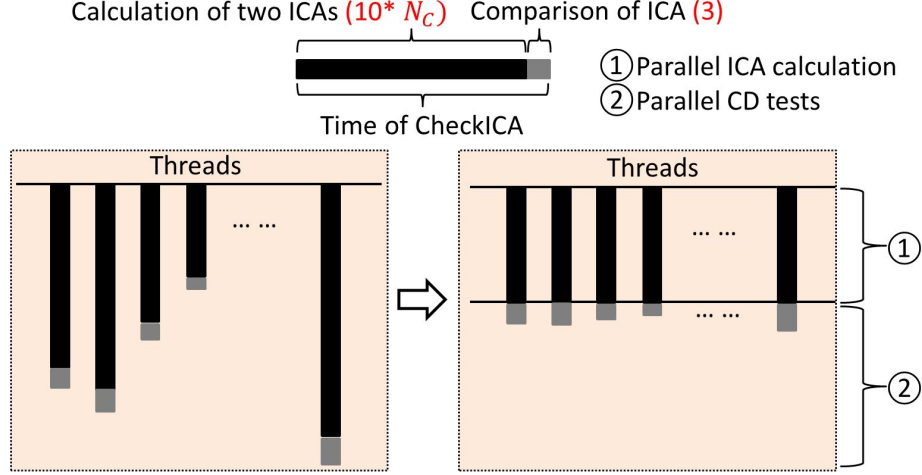 Calculation of two ICAs (10* N_C) Comparison of ICA (3)
① Parallel ICA calculation
② Parallel CD tests
Time of CheckICA
Threads
... ...
Threads
... ...
①
... ...
②